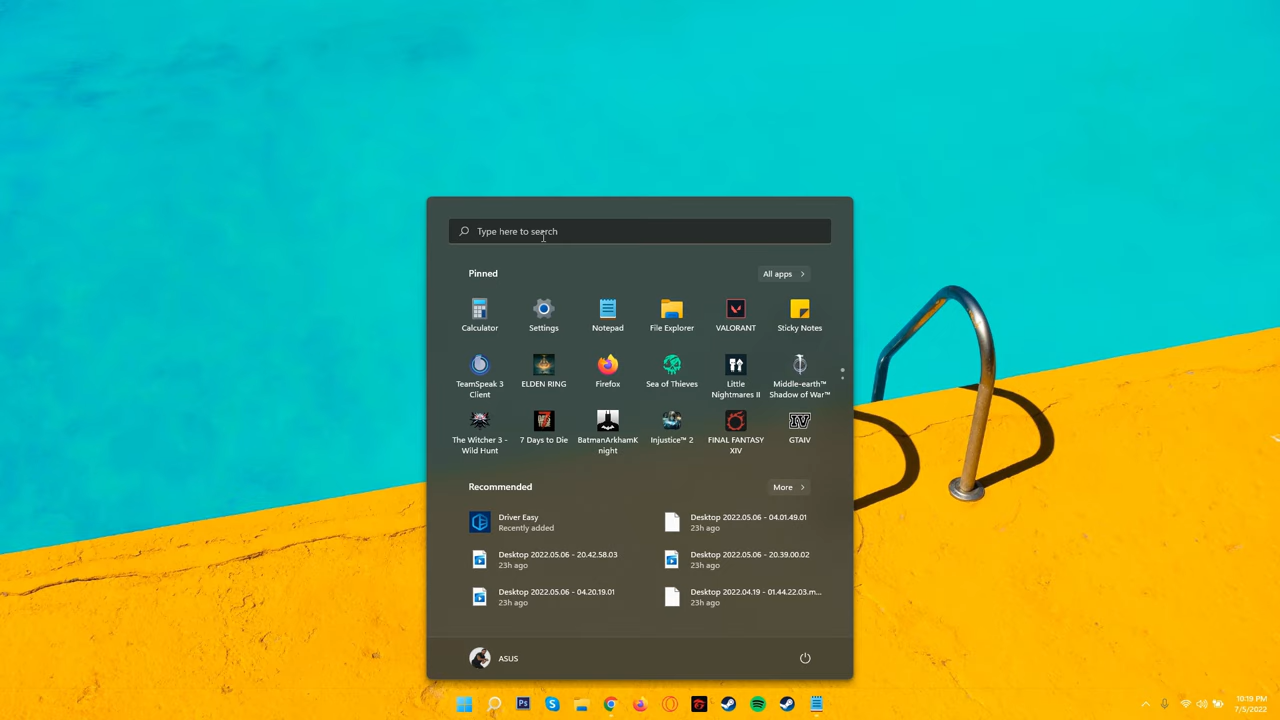 Type here to search
Pinned
All apps
Calculator
Settings
Notepad
File Explorer
VALORANT
Sticky Notes
TeamSpeak 3
Client
ELDEN RING
Firefox
Sea of Thieves
Little
Nightmares II
Middle-earth™
Shadow of War™
The Witcher 3 -
Wild Hunt
7 Days to Die
BatmanArkhamK
night
Injustice™ 2
FINAL FANTASY
XIV
IV
GTAIV
Recommended
More
Driver Easy
Recently added
Desktop 2022.05.06 - 04.01.49.01
23h ago
Desktop 2022.05.06 - 20.42.58.03
23h ago
Desktop 2022.05.06 - 20.39.00.02
23h ago
Desktop 2022.05.06 - 04.20.19.01
23h ago
Desktop 2022.04.19 - 01.44.22.03.m...
23h ago
ASUS
Ps
10:19 PM
7/5/2022